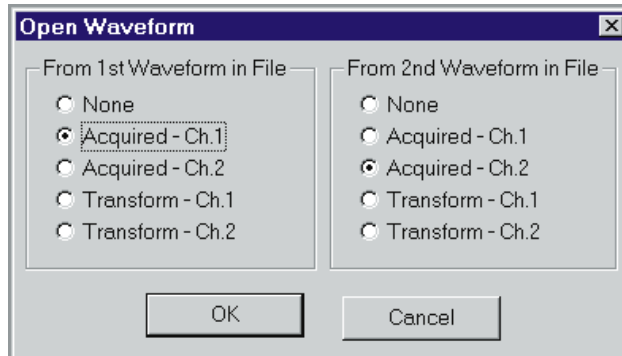 Open Waveform
From 1st Waveform in File
None
Acquired - Ch.1
Acquired - Ch.2
Transform - Ch.1
Transform - Ch.2
From 2nd Waveform in File
None
Acquired - Ch.1
Acquired - Ch.2
Transform - Ch.1
Transform - Ch.2
OK
Cancel